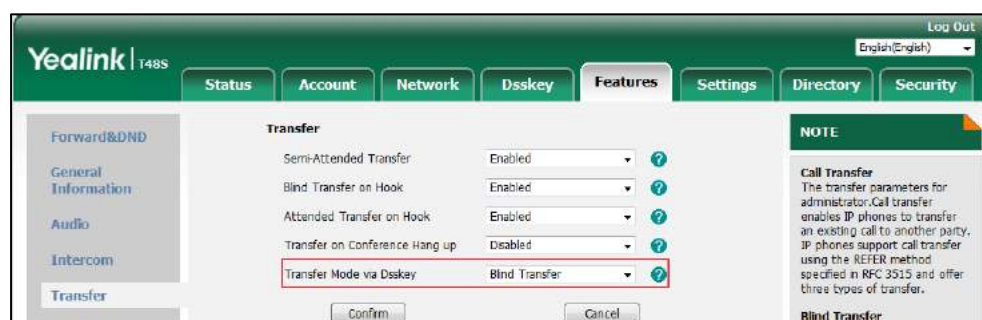 Log Out
English(English)
Yealink T48S
Status Account Network Dsskey Features Settings Directory Security
Forward&DND
General
Information
Audio
Intercom
Transfer
Transfer
Semi-Attended Transfer Enabled
Blind Transfer on Hook Enabled
Attended Transfer on Hook Enabled
Transfer on Conference Hang up Disabled
Transfer Mode via Dsskey Blind Transfer
Confirm Cancel
NOTE
Call Transfer
The transfer parameters for
administrator.Call transfer
enables IP phones to transfer
an existing call to another party.
IP phones support call transfer
using the REFER method
specified in RFC 3515 and offer
three types of transfer.
Blind Transfer